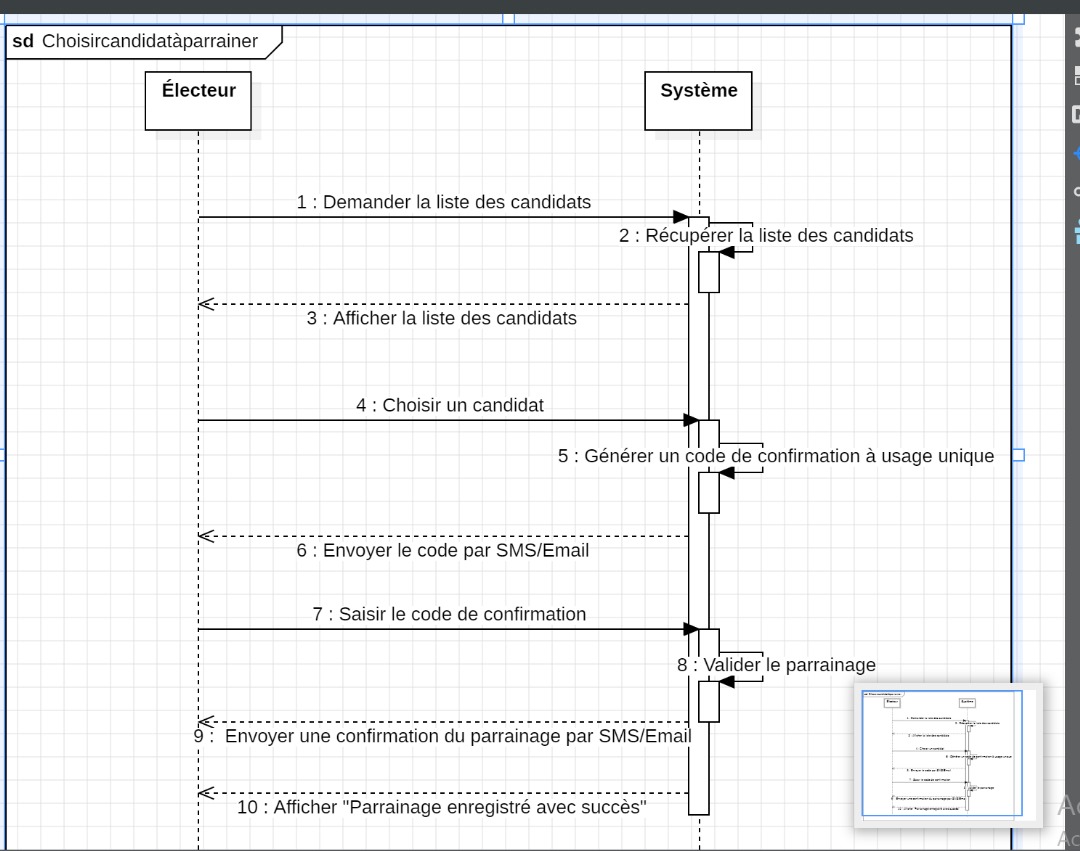 sd Choisircandidatàparrainer
Électeur
Système
1 : Demander la liste des candidats
2 : Récupérer la liste des candidats
3 : Afficher la liste des candidats
4 : Choisir un candidat
5 : Générer un code de confirmation à usage unique
6 : Envoyer le code par SMS/Email
7 : Saisir le code de confirmation
8 : Valider le parrainage
9 : Envoyer une confirmation du parrainage par SMS/Email
10 : Afficher "Parrainage enregistré avec succès"